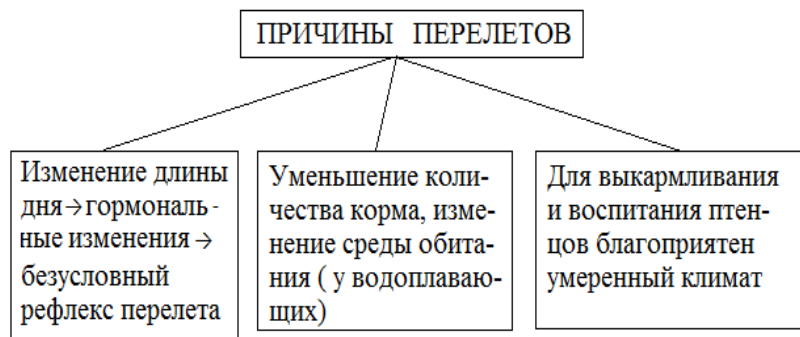 ПРИЧИНЫ ПЕРЕЛЕТОВ
Изменение длины
дня→гормональ-
ные изменения→
безусловный
рефлекс перелета
Уменьшение коли-
чества корма, изме-
нение среды обита-
ния ( у водоплаваю-
щих)
Для выкармливания
и воспитания птен-
цов благоприятен
умеренный климат